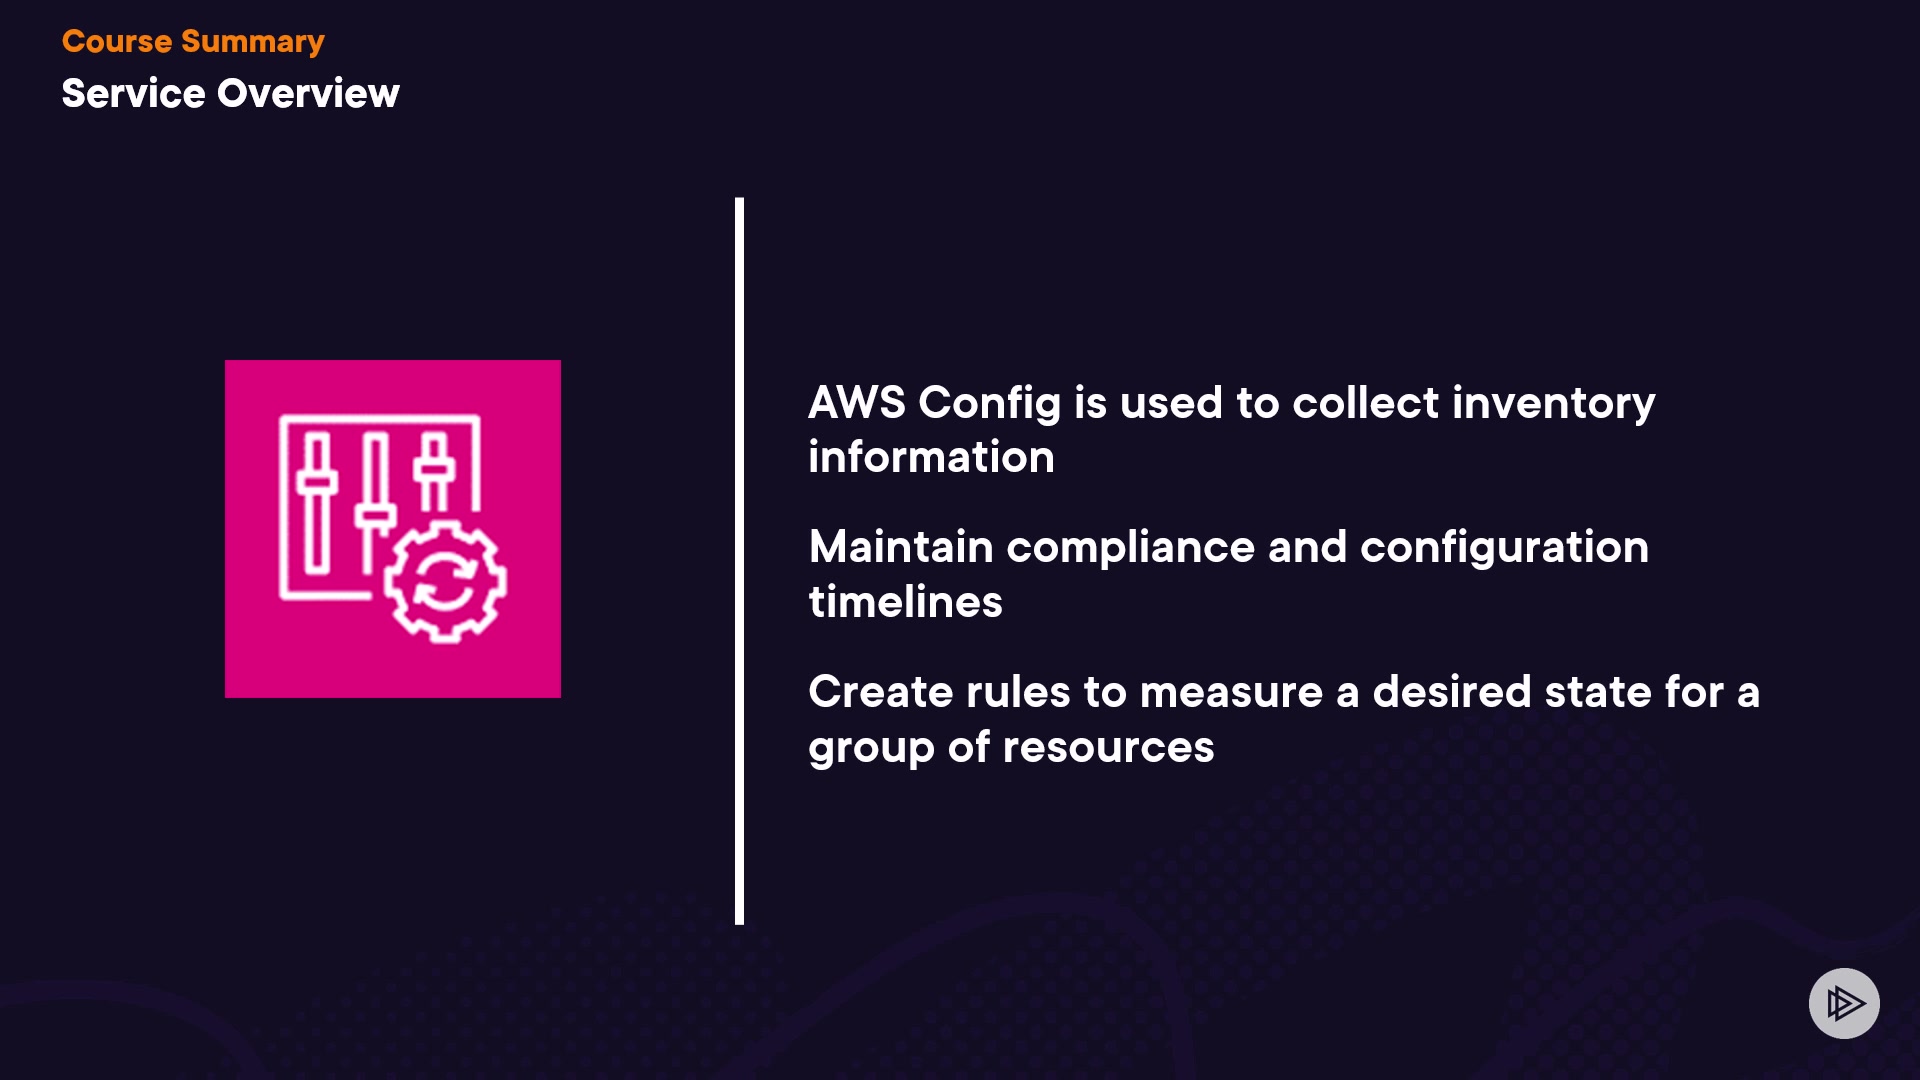 Course Summary
Service Overview
AWS Config is used to collect inventory
information
Maintain compliance and configuration
timelines
Create rules to measure a desired state for a
group of resources